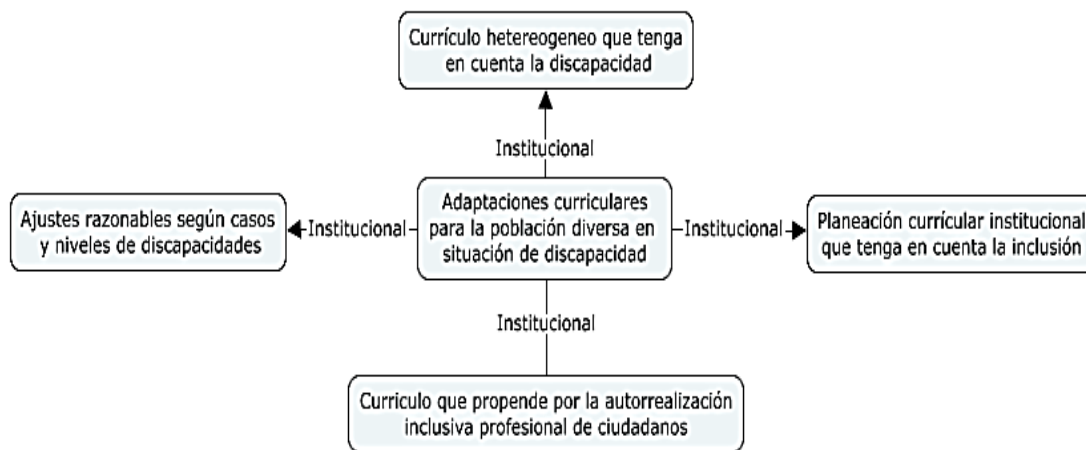 Currículo hetereogeneo que tenga
en cuenta la discapacidad
Institucional
Ajustes razonables según casos
y niveles de discapacidades
Institucional
Adaptaciones curriculares
para la población diversa en
situación de discapacidad
Institucional
Planeación currícular institucional
que tenga en cuenta la inclusión
Institucional
Curriculo que propende por la autorrealización
inclusiva profesional de ciudadanos